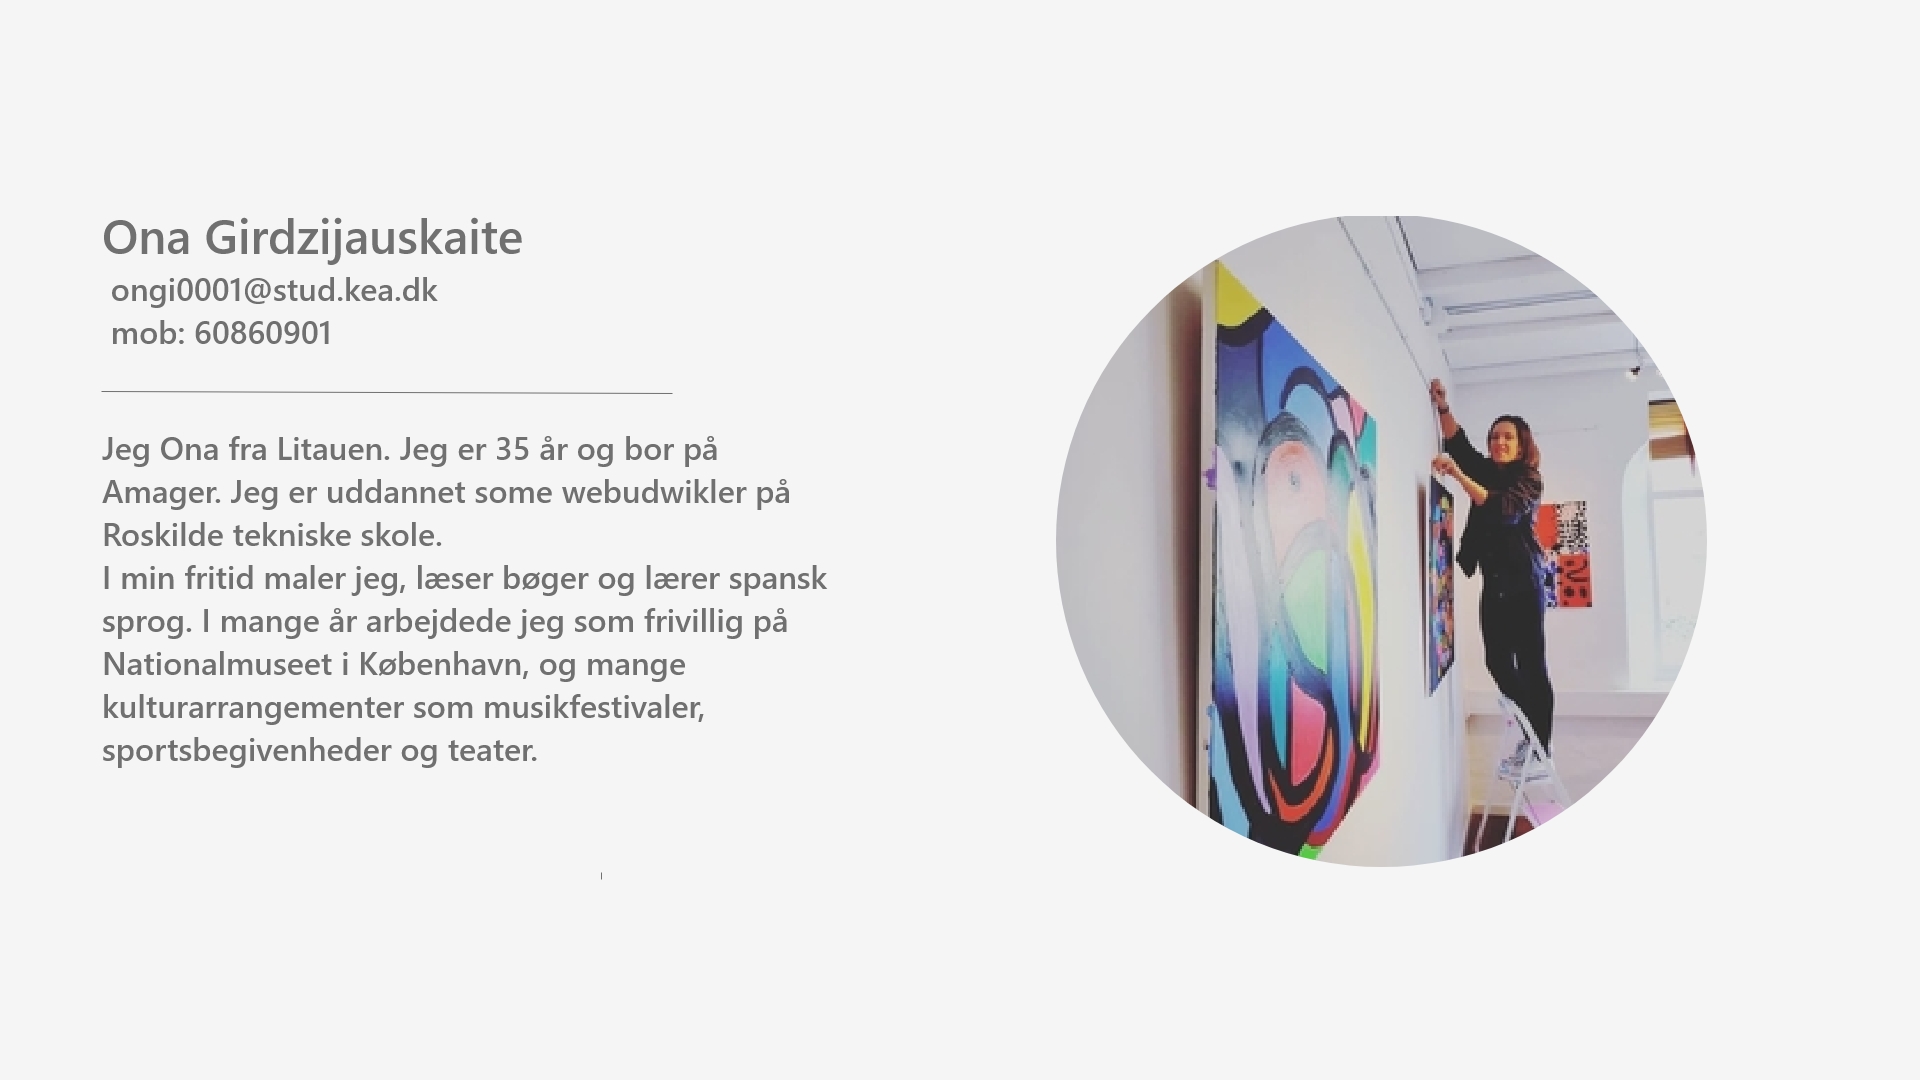 Ona Girdzijauskaite
ongi0001@stud.kea.dk
mob: 60860901
Jeg Ona fra Litauen. Jeg er 35 år og bor på
Amager. Jeg er uddannet some webudwikler på
Roskilde tekniske skole.
I min fritid maler jeg, læser bøger og lærer spansk
sprog. I mange år arbejdede jeg som frivillig på
Nationalmuseet i København, og mange
kulturarrangementer som musikfestivaler,
sportsbegivenheder og teater.